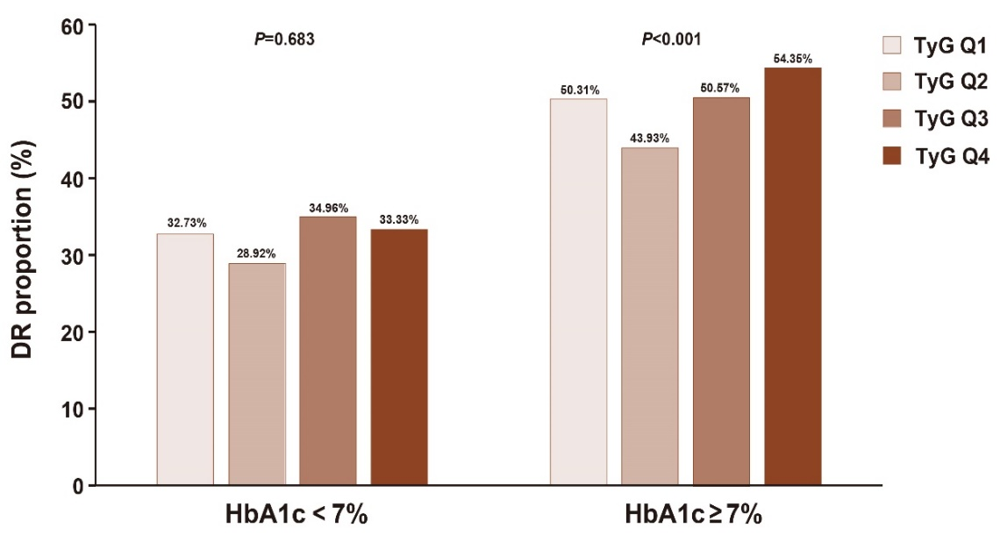 60
50
40
30
20
10
0
DR proportion (%)
P=0.683
P<0.001
32.73%
28.92%
34.96%
33.33%
50.31%
43.93%
50.57%
54.35%
HbA1c < 7%
HbA1c ≥ 7%
TyG Q1
TyG Q2
TyG Q3
TyG Q4